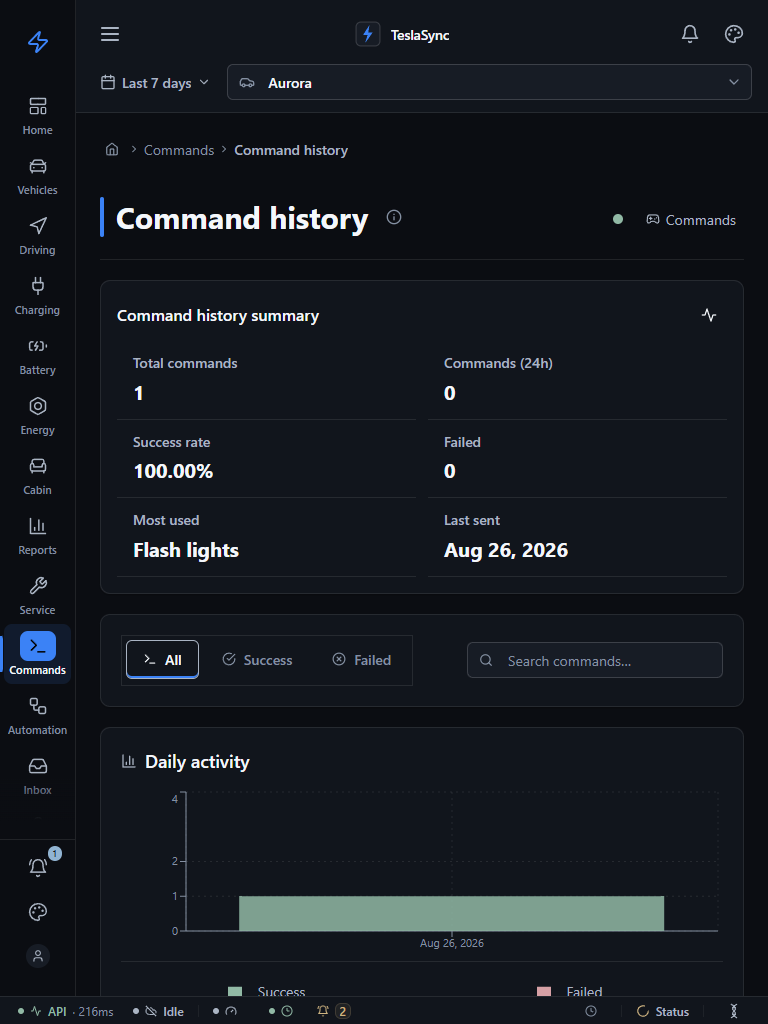 TeslaSync
Last 7 days
Aurora
Home
Vehicles
Driving
Charging
Battery
Energy
Cabin
Reports
Service
Commands
Automation
Inbox
1
Commands
Command history
Command history
Commands
Command history summary
Total commands
1
Commands (24h)
0
Success rate
100.00%
Failed
0
Most used
Flash lights
Last sent
Aug 26, 2026
All
Success
Failed
Search commands...
Daily activity
4
2
1
0
Aug 26, 2026
Success
Failed
API · 216ms
Idle
2
Status